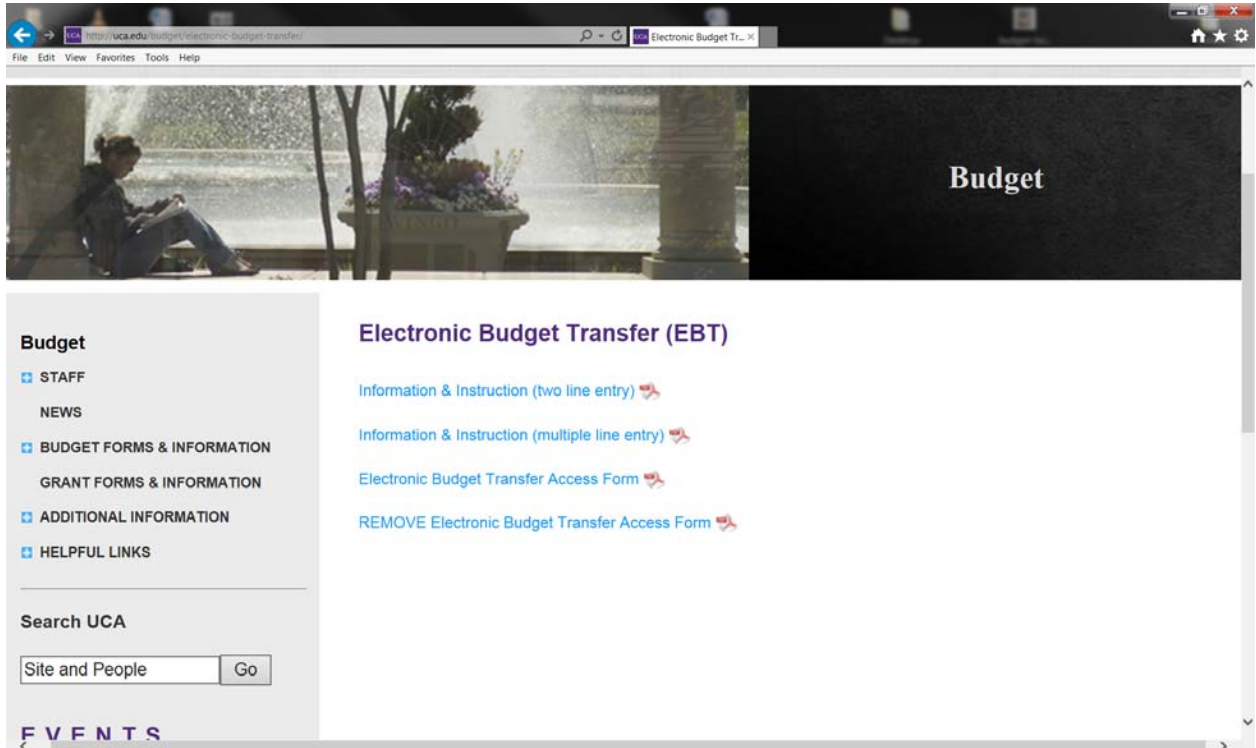 http://uca.edu/budget/electronic-budget-transfer/
UCA Electronic Budget Tr...
File Edit View Favorites Tools Help
Budget
Budget
STAFF
NEWS
BUDGET FORMS & INFORMATION
GRANT FORMS & INFORMATION
ADDITIONAL INFORMATION
HELPFUL LINKS
Search UCA
Site and People Go
EVENTS
Electronic Budget Transfer (EBT)
Information & Instruction (two line entry)
Information & Instruction (multiple line entry)
Electronic Budget Transfer Access Form
REMOVE Electronic Budget Transfer Access Form